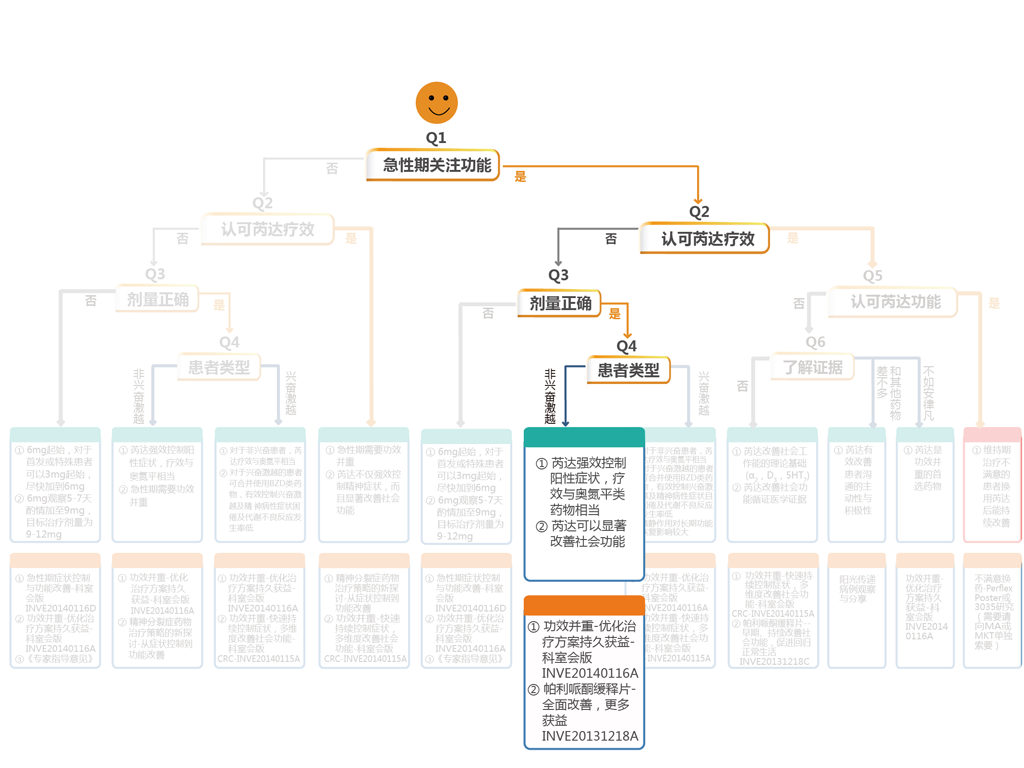 Q1
急性期关注功能
否
是
Q2
认可芮达疗效
否
是
Q2
认可芮达疗效
否
是
Q3
剂量正确
否
是
Q3
剂量正确
否
是
Q5
认可芮达功能
否
是
Q4
患者类型
非兴奋激越
兴奋激越
Q4
患者类型
非兴奋激越
兴奋激越
Q6
了解证据
否
差不多
和其他药物
不如安律凡
① 6mg起始，对于
首发或特殊患者
可以3mg起始，
尽快加到6mg
② 6mg观察5-7天
酌情加至9mg，
目标治疗剂量为
9-12mg
① 芮达强效控制阳
性症状，疗效与
奥氮平相当
② 急性期需要功效
并重
① 对于非兴奋患者，芮
达疗效与奥氮平相当
② 对于兴奋激越的患者
可合并使用BZD类药
物，有效控制兴奋激
越及精神病性症状
① 急性期需要功效
并重
② 芮达不仅强效控
制精神症状，而
且显著改善社会
功能
① 6mg起始，对于
首发或特殊患者
可以3mg起始，
尽快加到6mg
② 6mg观察5-7天
酌情加至9mg，
目标治疗剂量为
9-12mg
① 芮达强效控制
阳性症状，疗
效与奥氮平类
药物相当
② 芮达可以显著
改善社会功能
① 芮达改善社会工
作能的理论基础
（α₂，D₃，5HT₇）
② 芮达改善社会功
能循证医学证据
① 芮达有
效改善
患者沟
通的主
动性与
积极性
① 芮达是
功效并
重的首
选药物
① 维持期
治疗不
满意的
患者换
用芮达
后能持
续改善
① 急性期症状控制
与功能改善-科室
会版
INVE20140116D
② 功效并重-优化治
疗方案持久获益-
科室会版
INVE20140116A
③《专家指导意见》
① 功效并重-优化
治疗方案持久
获益-科室会版
INVE20140116A
② 精神分裂症药物
治疗策略的新探
讨-从症状控制到
功能改善
① 功效并重-优化治
疗方案持久获益-
科室会版
INVE20140116A
② 功效并重-快速持
续控制症状，多
维度改善社会功
能-科室会版
CRC-INVE20140115A
① 精神分裂症药物
治疗策略的新探
讨-从症状控制到
功能改善
② 功效并重-快速
持续控制症状，
多维度改善社会
功能-科室会版
CRC-INVE20140115A
① 急性期症状控制
与功能改善-科室
会版
INVE20140116D
② 功效并重-优化治
疗方案持久获益-
科室会版
INVE20140116A
③《专家指导意见》
① 功效并重-优化治
疗方案持久获益-
科室会版
INVE20140116A
② 帕利哌酮缓释片-
全面改善，更多
获益
INVE20131218A
① 功效并重-快速持
续控制症状，多
维度改善社会功
能-科室会版
CRC-INVE20140115A
② 帕利哌酮缓释片--
早期、持续改善社
会功能，促进回归
正常生活
INVE20131218C
阳光传递
病例观察
与分享
功效并重-
优化治疗
方案持久
获益-科
室会版
INVE2014
0116A
不满意换
药-Perflex
Poster或
3035研究
（需要请
向MA或
MKT单独
索要）